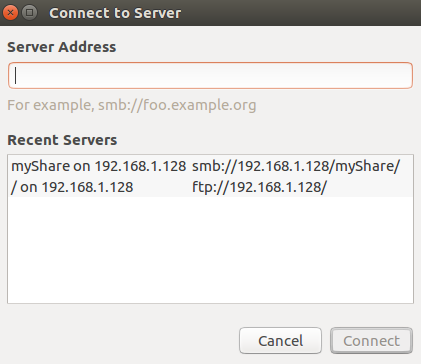 Connect to Server
Server Address
For example, smb://foo.example.org
Recent Servers
myShare on 192.168.1.128 smb://192.168.1.128/myShare/
/ on 192.168.1.128 ftp://192.168.1.128/
Cancel Connect